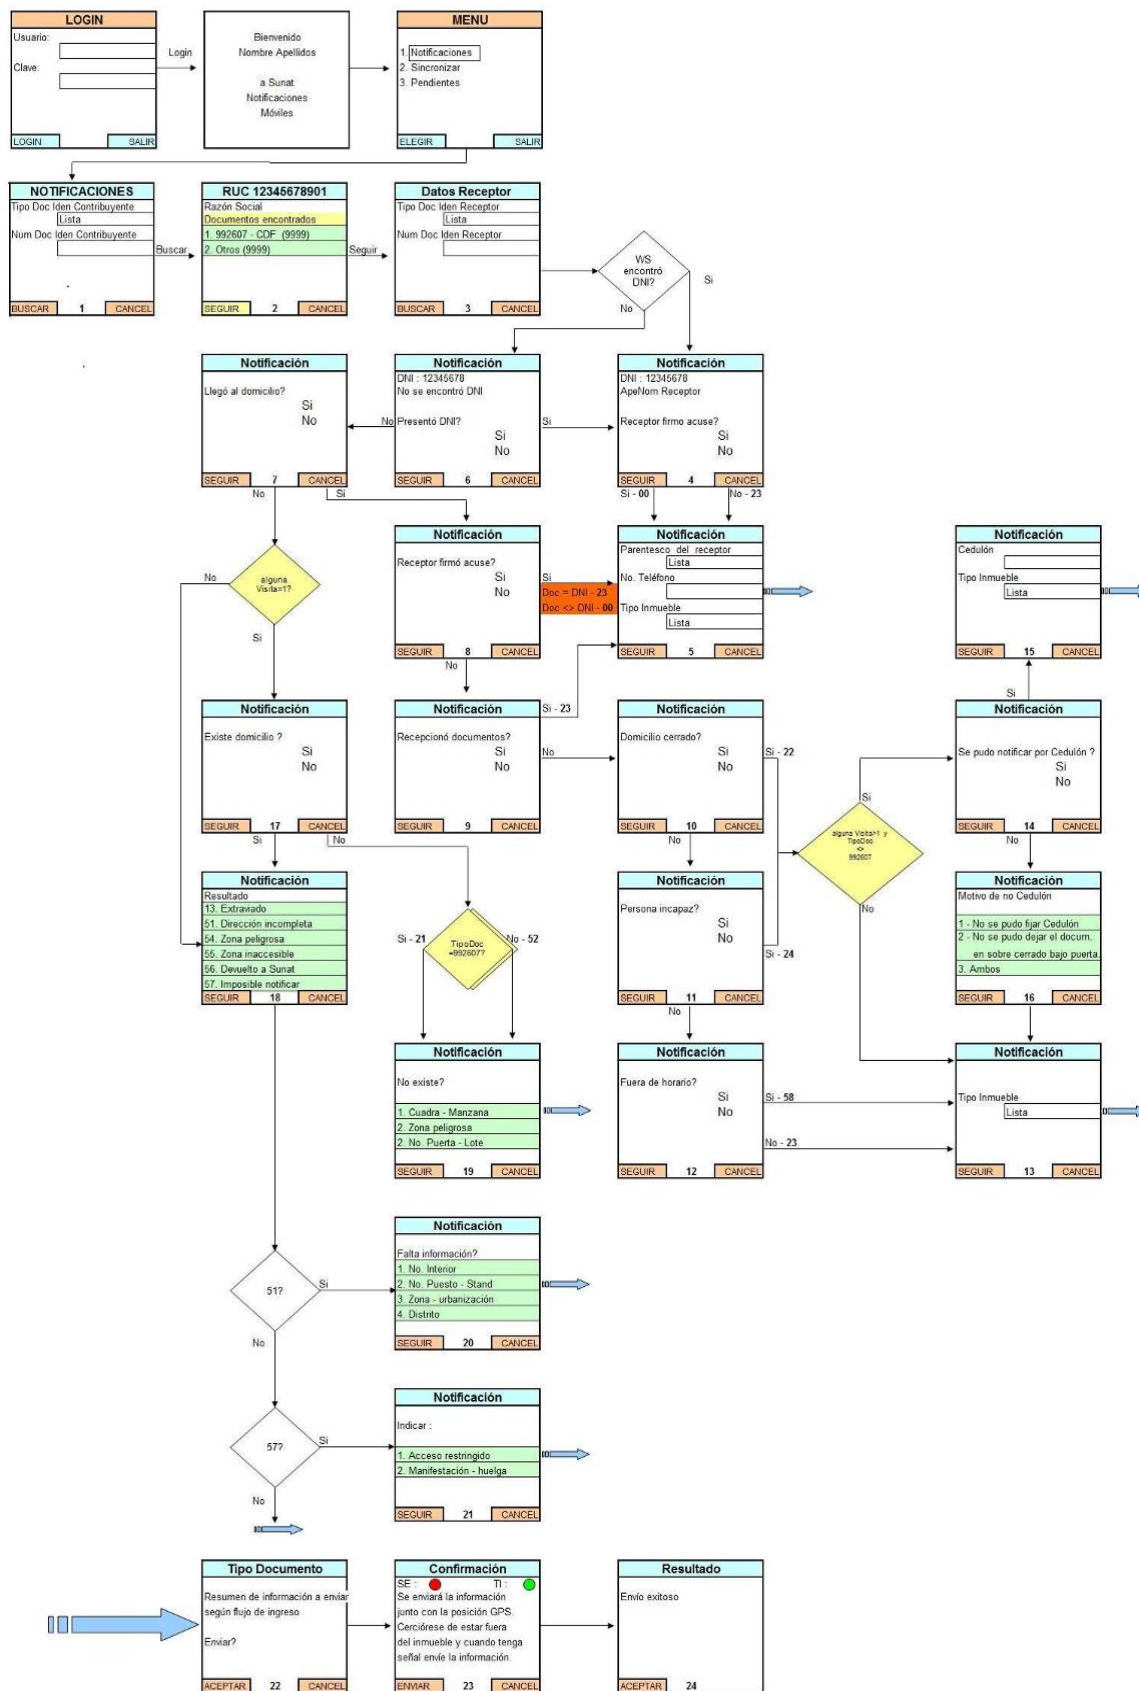 LOGIN
Usuario:
Clave:
LOGIN SALIR
Login
Bienvenido
Nombre Apellidos
a Sunat
Notificaciones
Móviles
MENU
1. Notificaciones
2. Sincronizar
3. Pendientes
ELEGIR SALIR
NOTIFICACIONES
Tipo Doc Iden Contribuyente
Lista
Num Doc Iden Contribuyente
BUSCAR 1 CANCEL
Buscar
RUC 12345678901
Razón Social
Documentos encontrados
1. 992607 - CDF (9999)
2. Otros (9999)
SEGUIR 2 CANCEL
Seguir
Datos Receptor
Tipo Doc Iden Receptor
Lista
Num Doc Iden Receptor
BUSCAR 3 CANCEL
WS
encontró
DNI?
Si
No
Notificación
Llegó al domicilio?
Si
No
SEGUIR 7 CANCEL
No
Notificación
DNI : 12345678
No se encontró DNI
Presentó DNI?
Si
No
SEGUIR 6 CANCEL
Si
Notificación
DNI : 12345678
ApeNom Receptor
Receptor firmo acuse?
Si
No
SEGUIR 4 CANCEL
No
Si
Si - 00
No - 23
Notificación
Receptor firmó acuse?
Si
No
SEGUIR 8 CANCEL
Si
Doc = DNI - 23
Doc <> DNI - 00
Notificación
Parentesco del receptor
Lista
No. Teléfono
Tipo Inmueble
Lista
SEGUIR 5 CANCEL
Notificación
Cedulón
Tipo Inmueble
Lista
SEGUIR 15 CANCEL
No
alguna
Visita=1?
Si
No
Si
Notificación
Existe domicilio ?
Si
No
SEGUIR 17 CANCEL
Notificación
Recepcionó documentos?
Si
No
SEGUIR 9 CANCEL
Si - 23
No
Notificación
Domicilio cerrado?
Si
No
SEGUIR 10 CANCEL
Si - 22
Notificación
Se pudo notificar por Cedulón ?
Si
No
SEGUIR 14 CANCEL
Si
alguna Visita>1 y
TipoDoc
<>
992607
No
Si
No
No
No
Notificación
Resultado
13. Extraviado
51. Dirección incompleta
54. Zona peligrosa
55. Zona inaccesible
56. Devuelto a Sunat
57. Imposible notificar
SEGUIR 18 CANCEL
Si - 21
TipoDoc
=992607?
No - 52
Notificación
Persona incapaz?
Si
No
SEGUIR 11 CANCEL
Si - 24
Notificación
Motivo de no Cedulón
1 - No se pudo fijar Cedulón
2 - No se pudo dejar el docum.
en sobre cerrado bajo puerta.
3. Ambos
SEGUIR 16 CANCEL
No
Notificación
No existe?
1. Cuadra - Manzana
2. Zona peligrosa
2. No. Puerta - Lote
SEGUIR 19 CANCEL
Notificación
Fuera de horario?
Si
No
SEGUIR 12 CANCEL
Si - 58
No - 23
Notificación
Tipo Inmueble
Lista
SEGUIR 13 CANCEL
51?
Si
No
Notificación
Falta información?
1. No. Interior
2. No. Puesto - Stand
3. Zona - urbanización
4. Distrito
SEGUIR 20 CANCEL
57?
Si
No
Notificación
Indicar :
1. Acceso restringido
2. Manifestación - huelga
SEGUIR 21 CANCEL
Tipo Documento
Resumen de información a enviar
según flujo de ingreso
Enviar?
ACEPTAR 22 CANCEL
Confirmación
SE : TI :
Se enviará la información
junto con la posición GPS.
Cerciórese de estar fuera
del inmueble y cuando tenga
señal envíe la información.
ENVIAR 23 CANCEL
Resultado
Envío exitoso
ACEPTAR 24